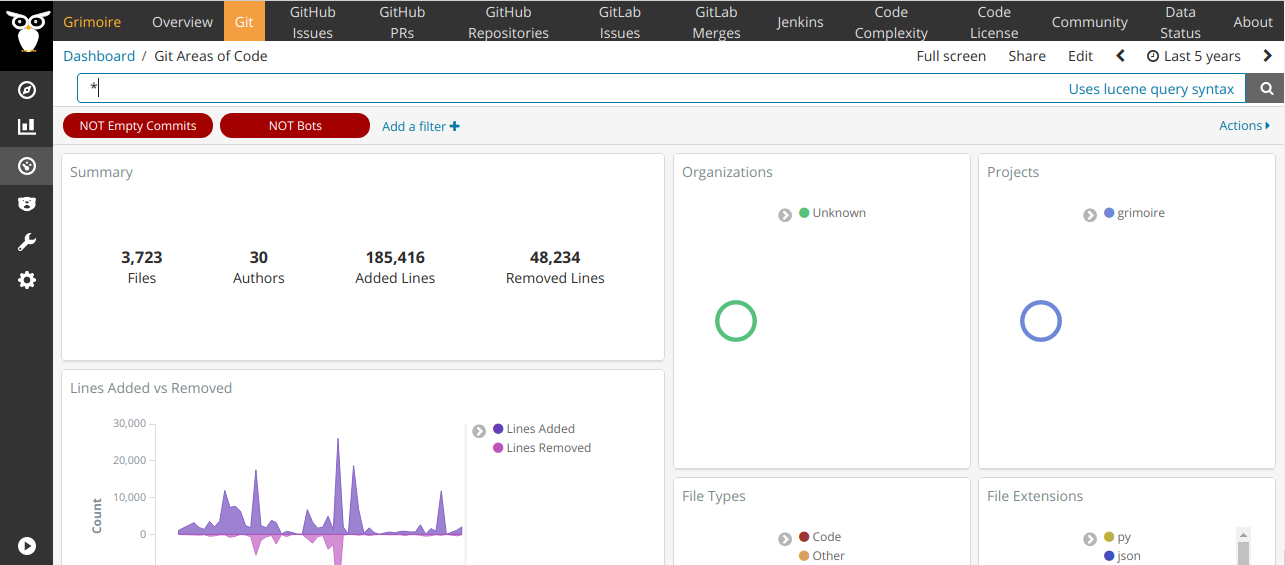 Grimoire Overview Git GitHub Issues GitHub PRs GitHub Repositories GitLab Issues GitLab Merges Jenkins Code Complexity Code License Community Data Status About
Dashboard / Git Areas of Code Full screen Share Edit Last 5 years
* Uses lucene query syntax
NOT Empty Commits NOT Bots Add a filter + Actions
Summary
3,723 30 185,416 48,234
Files Authors Added Lines Removed Lines
Organizations
Unknown
Projects
grimoire
Lines Added vs Removed
30,000
20,000
10,000
0
Count
Lines Added
Lines Removed
File Types
Code
Other
File Extensions
py
json